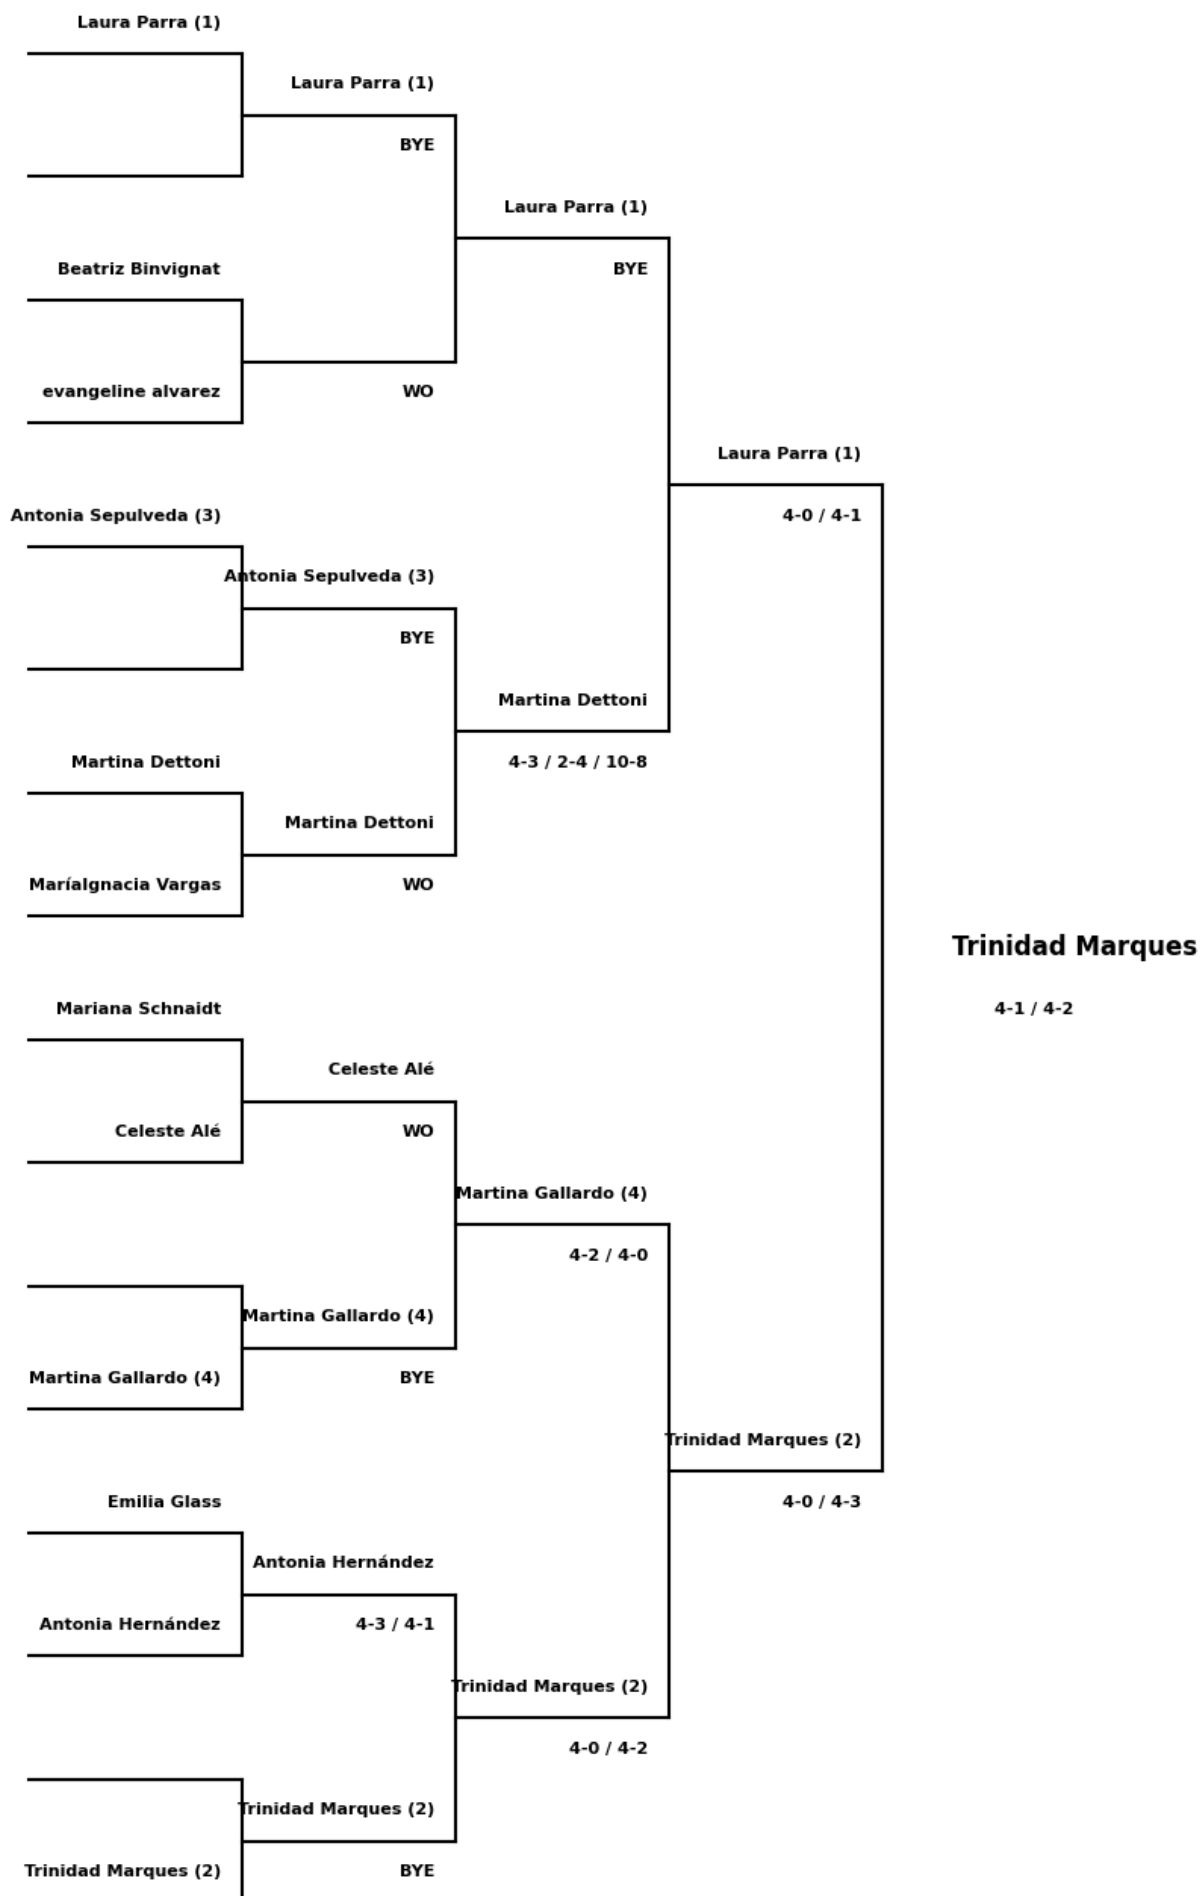 Laura Parra (1)
Laura Parra (1)
BYE
Laura Parra (1)
Beatriz Binvignat
BYE
evangeline alvarez
WO
Laura Parra (1)
Antonia Sepulveda (3)
4-0 / 4-1
Antonia Sepulveda (3)
BYE
Martina Dettoni
Martina Dettoni
4-3 / 2-4 / 10-8
Martina Dettoni
MaríaIgnacia Vargas
WO
Trinidad Marques
Mariana Schnaidt
4-1 / 4-2
Celeste Alé
Celeste Alé
WO
Martina Gallardo (4)
4-2 / 4-0
Martina Gallardo (4)
Martina Gallardo (4)
BYE
Trinidad Marques (2)
Emilia Glass
4-0 / 4-3
Antonia Hernández
Antonia Hernández
4-3 / 4-1
Trinidad Marques (2)
4-0 / 4-2
Trinidad Marques (2)
Trinidad Marques (2)
BYE